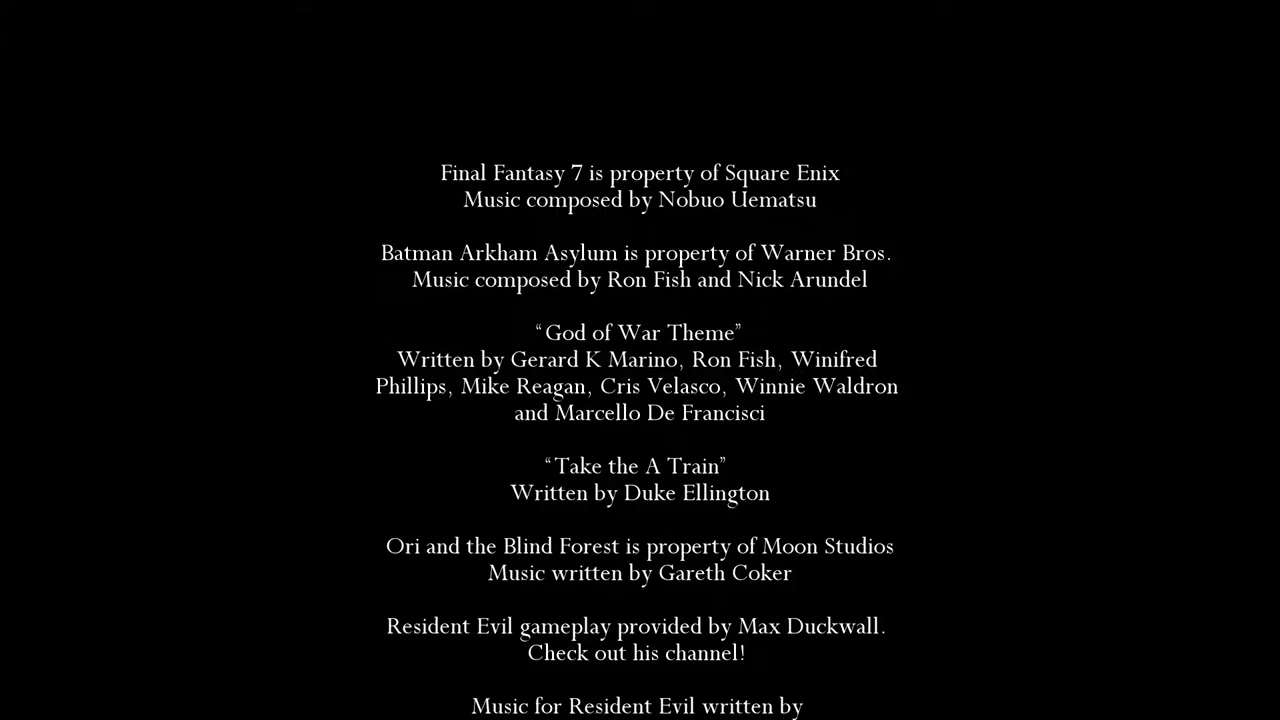 Final Fantasy 7 is property of Square Enix
Music composed by Nobuo Uematsu
Batman Arkham Asylum is property of Warner Bros.
Music composed by Ron Fish and Nick Arundel
“God of War Theme”
Written by Gerard K Marino, Ron Fish, Winifred
Phillips, Mike Reagan, Cris Velasco, Winnie Waldron
and Marcello De Francisci
“Take the A Train”
Written by Duke Ellington
Ori and the Blind Forest is property of Moon Studios
Music written by Gareth Coker
Resident Evil gameplay provided by Max Duckwall.
Check out his channel!
Music for Resident Evil written by